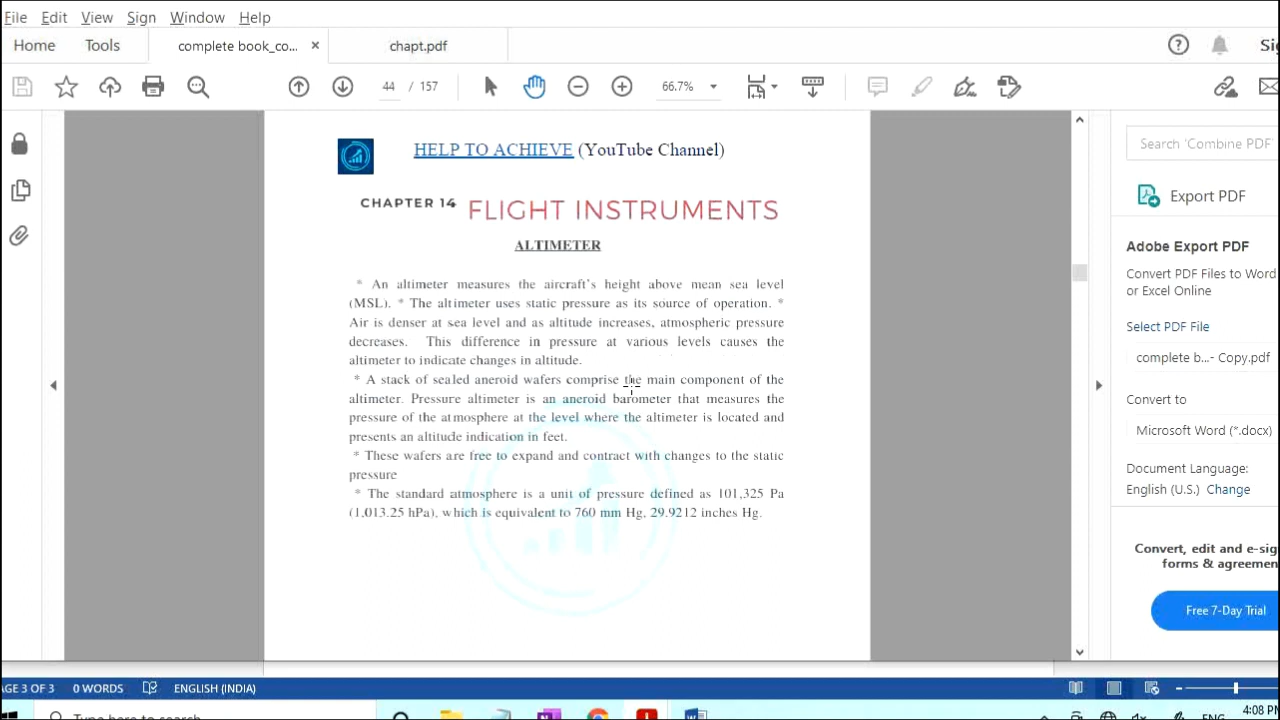 File Edit View Sign Window Help
Home Tools complete book_co... × chapt.pdf
44 / 157 66.7%
HELP TO ACHIEVE (YouTube Channel)
CHAPTER 14 FLIGHT INSTRUMENTS
ALTIMETER
* An altimeter measures the aircraft's height above mean sea level
(MSL). * The altimeter uses static pressure as its source of operation. *
Air is denser at sea level and as altitude increases, atmospheric pressure
decreases. This difference in pressure at various levels causes the
altimeter to indicate changes in altitude.
* A stack of sealed aneroid wafers comprise the main component of the
altimeter. Pressure altimeter is an aneroid barometer that measures the
pressure of the atmosphere at the level where the altimeter is located and
presents an altitude indication in feet.
* These wafers are free to expand and contract with changes to the static
pressure
* The standard atmosphere is a unit of pressure defined as 101,325 Pa
(1,013.25 hPa), which is equivalent to 760 mm Hg, 29.9212 inches Hg.
Search 'Combine PDF'
Export PDF
Adobe Export PDF
Convert PDF Files to Word
or Excel Online
Select PDF File
complete b...- Copy.pdf
Convert to
Microsoft Word (*.docx)
Document Language:
English (U.S.) Change
Convert, edit and e-sig
forms & agreemen
Free 7-Day Trial
AGE 3 OF 3 0 WORDS ENGLISH (INDIA)
Type here to search ENG 4:08 PM